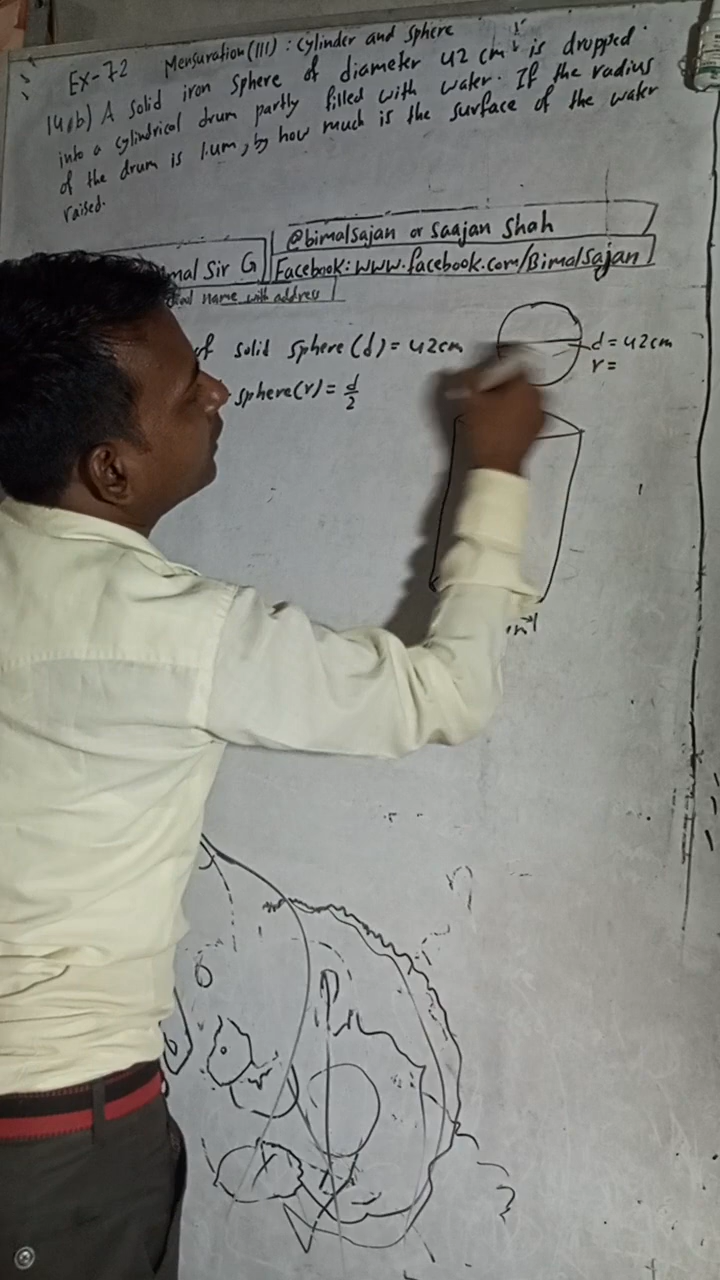 Ex-72 Mensuration (III) : Cylinder and sphere
14. b) A solid iron sphere of diameter 42 cm is dropped
into a cylindrical drum partly filled with water. If the radius
of the drum is 1.4m, by how much is the surface of the water
raised.
@bimalsajan or Saajan Shah
mal Sir G
Facebook: www.facebook.com/Bimalsajan
name with address
of solid sphere (d) = 42cm
d = 42cm
r =
sphere(r) = d/2